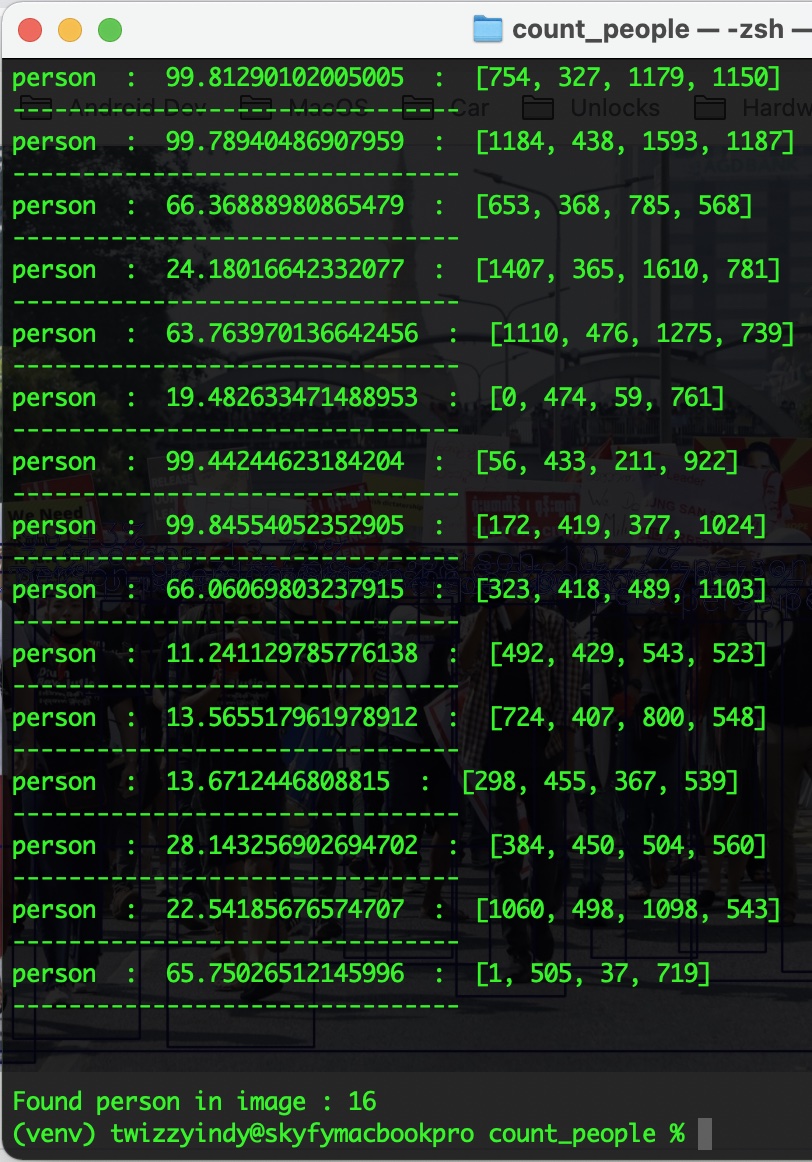 count_people — -zsh —
person : 99.81290102005005 : [754, 327, 1179, 1150]
Android Dev MacOS Car Unlocks Hardw
--------------------------------
person : 99.78940486907959 : [1184, 438, 1593, 1187]
--------------------------------
person : 66.36888980865479 : [653, 368, 785, 568]
--------------------------------
person : 24.18016642332077 : [1407, 365, 1610, 781]
--------------------------------
person : 63.763970136642456 : [1110, 476, 1275, 739]
--------------------------------
person : 19.482633471488953 : [0, 474, 59, 761]
--------------------------------
person : 99.44244623184204 : [56, 433, 211, 922]
--------------------------------
We Need
person : 99.84554052352905 : [172, 419, 377, 1024]
--------------------------------
person : 66.06069803237915 : [323, 418, 489, 1103]
--------------------------------
person : 11.241129785776138 : [492, 429, 543, 523]
--------------------------------
person : 13.565517961978912 : [724, 407, 800, 548]
--------------------------------
person : 13.6712446808815 : [298, 455, 367, 539]
--------------------------------
person : 28.143256902694702 : [384, 450, 504, 560]
--------------------------------
person : 22.54185676574707 : [1060, 498, 1098, 543]
--------------------------------
person : 65.75026512145996 : [1, 505, 37, 719]
--------------------------------
Found person in image : 16
(venv) twizzyindy@skyfymacbookpro count_people %